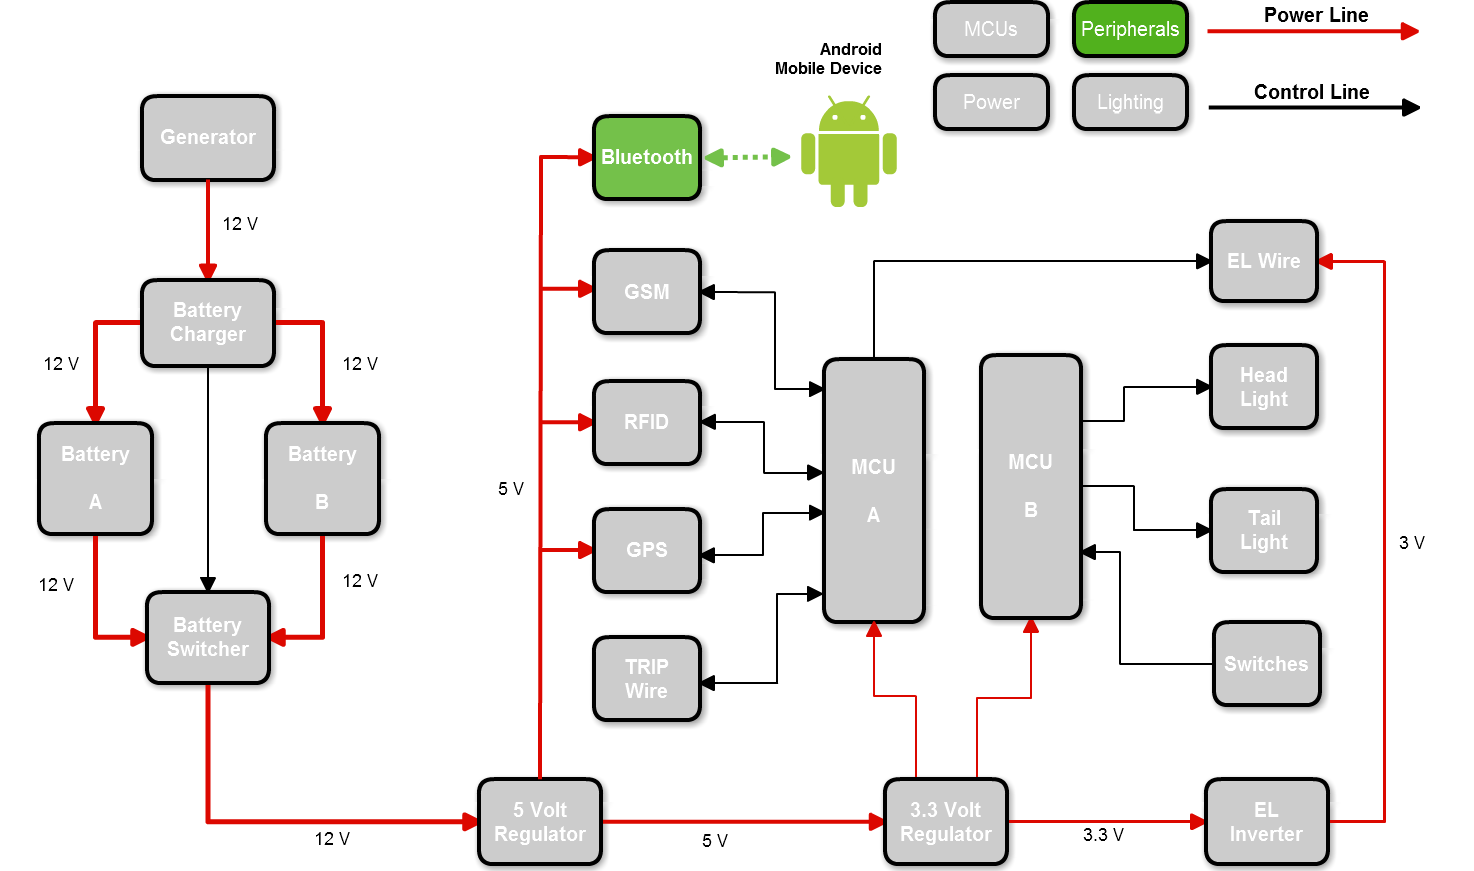 MCUs
Peripherals
Power Line
Power
Lighting
Control Line
Android
Mobile Device
Generator
12 V
Battery
Charger
12 V
12 V
Battery
A
Battery
B
12 V
12 V
Battery
Switcher
12 V
5 Volt
Regulator
5 V
5 V
Bluetooth
GSM
RFID
GPS
TRIP
Wire
MCU
A
MCU
B
3.3 Volt
Regulator
3.3 V
EL
Inverter
3 V
EL Wire
Head
Light
Tail
Light
Switches